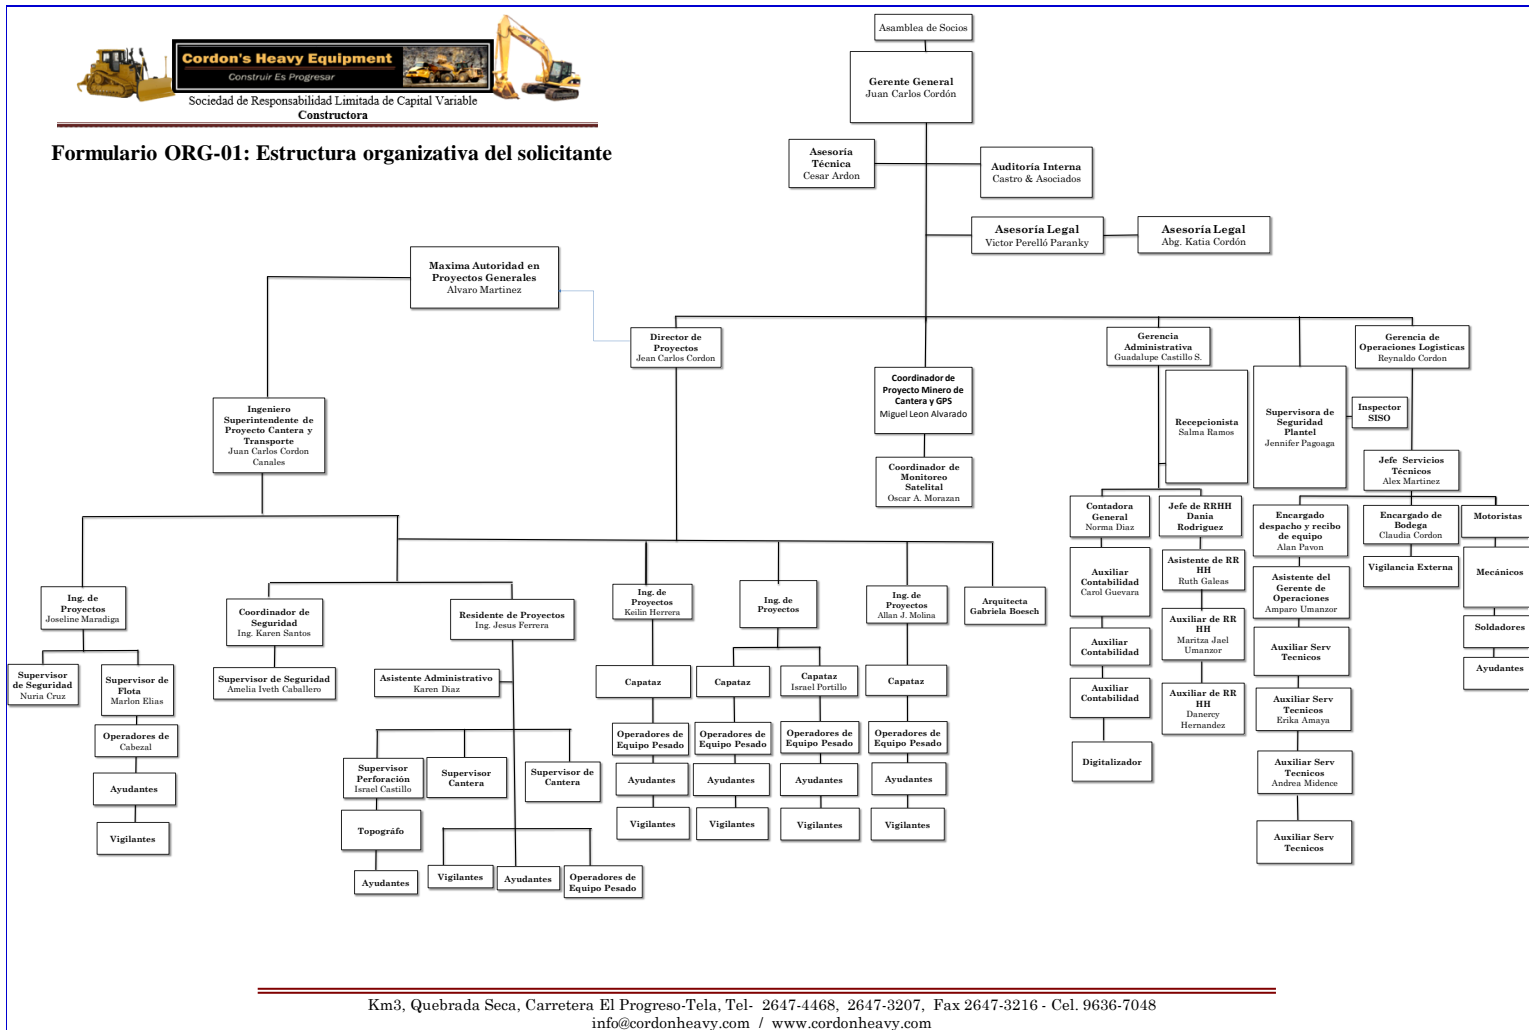 Asamblea de Socios
Cordon's Heavy Equipment
Construir Es Progresar
Sociedad de Responsabilidad Limitada de Capital Variable
Constructora
Gerente General
Juan Carlos Cordón
Formulario ORG-01: Estructura organizativa del solicitante
Asesoría
Técnica
Cesar Ardon
Auditoría Interna
Castro & Asociados
Asesoría Legal
Victor Perelló Paranky
Asesoría Legal
Abg. Katia Cordón
Maxima Autoridad en
Proyectos Generales
Alvaro Martinez
Director de
Proyectos
Jean Carlos Cordon
Gerencia
Administrativa
Guadalupe Castillo S.
Gerencia de
Operaciones Logisticas
Reynaldo Cordon
Coordinador de
Proyecto Minero de
Cantera y GPS
Miguel Leon Alvarado
Recepcionista
Salma Ramos
Supervisora de
Seguridad
Plantel
Jennifer Pagoaga
Inspector
SISO
Ingeniero
Superintendente de
Proyecto Cantera y
Transporte
Juan Carlos Cordon
Canales
Coordinador de
Monitoreo
Satelital
Oscar A. Morazan
Jefe Servicios
Técnicos
Alex Martinez
Contadora
General
Norma Diaz
Jefe de RRHH
Dania
Rodriguez
Encargado
despacho y recibo
de equipo
Alan Pavon
Encargado de
Bodega
Claudia Cordon
Motoristas
Auxiliar
Contabilidad
Carol Guevara
Asistente de RR
HH
Ruth Galeas
Asistente del
Gerente de
Operaciones
Amparo Umanzor
Vigilancia Externa
Mecánicos
Ing. de
Proyectos
Joseline Maradiga
Coordinador de
Seguridad
Ing. Karen Santos
Residente de Proyectos
Ing. Jesus Ferrera
Ing. de
Proyectos
Keilin Herrera
Ing. de
Proyectos
Ing. de
Proyectos
Allan J. Molina
Arquitecta
Gabriela Boesch
Auxiliar
Contabilidad
Auxiliar de RR
HH
Maritza Jael
Umanzor
Auxiliar Serv
Tecnicos
Soldadores
Supervisor
de Seguridad
Nuria Cruz
Supervisor de
Flota
Marlon Elias
Supervisor de Seguridad
Amelia Iveth Caballero
Asistente Administrativo
Karen Diaz
Capataz
Capataz
Capataz
Israel Portillo
Capataz
Auxiliar
Contabilidad
Auxiliar de RR
HH
Danercy
Hernandez
Auxiliar Serv
Tecnicos
Erika Amaya
Ayudantes
Operadores de
Cabezal
Operadores de
Equipo Pesado
Operadores de
Equipo Pesado
Operadores de
Equipo Pesado
Operadores de
Equipo Pesado
Digitalizador
Auxiliar Serv
Tecnicos
Andrea Midence
Ayudantes
Supervisor
Perforación
Israel Castillo
Supervisor
Cantera
Supervisor de
Cantera
Ayudantes
Ayudantes
Ayudantes
Ayudantes
Vigilantes
Topográfo
Vigilantes
Vigilantes
Vigilantes
Vigilantes
Auxiliar Serv
Tecnicos
Ayudantes
Vigilantes
Ayudantes
Operadores de
Equipo Pesado
Km3, Quebrada Seca, Carretera El Progreso-Tela, Tel- 2647-4468, 2647-3207, Fax 2647-3216 - Cel. 9636-7048
info@cordonheavy.com / www.cordonheavy.com